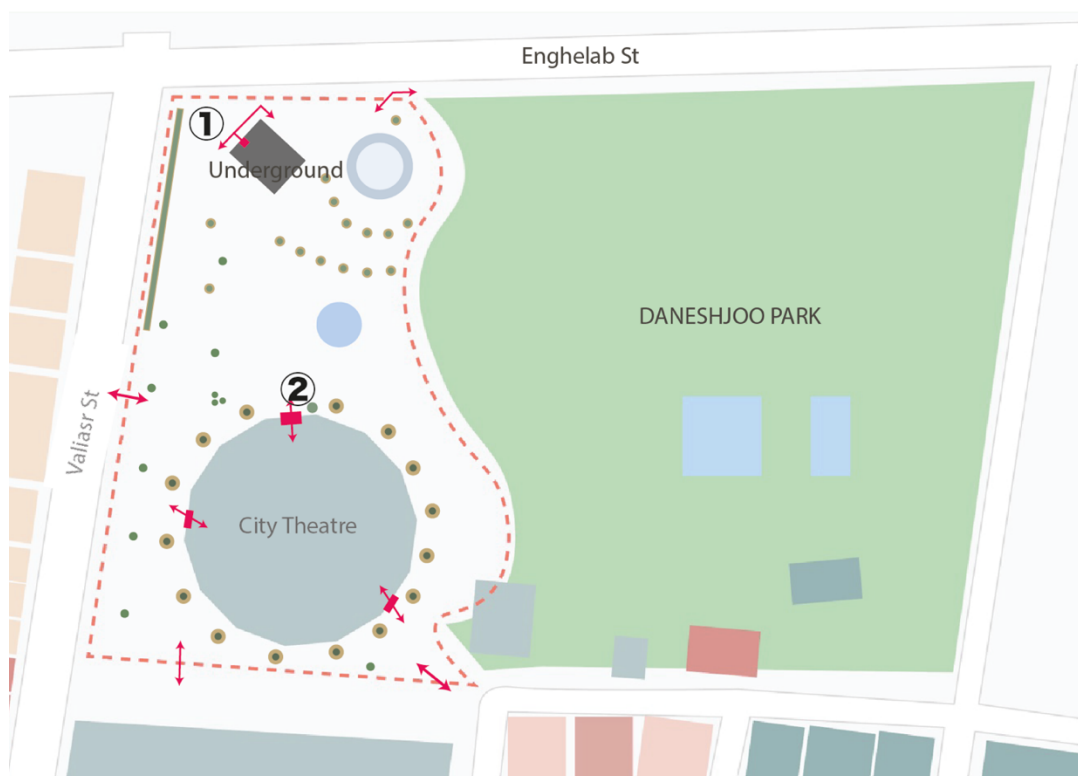 Enghelab St
①
Underground
DANESHJOO PARK
②
Valiasr St
City Theatre